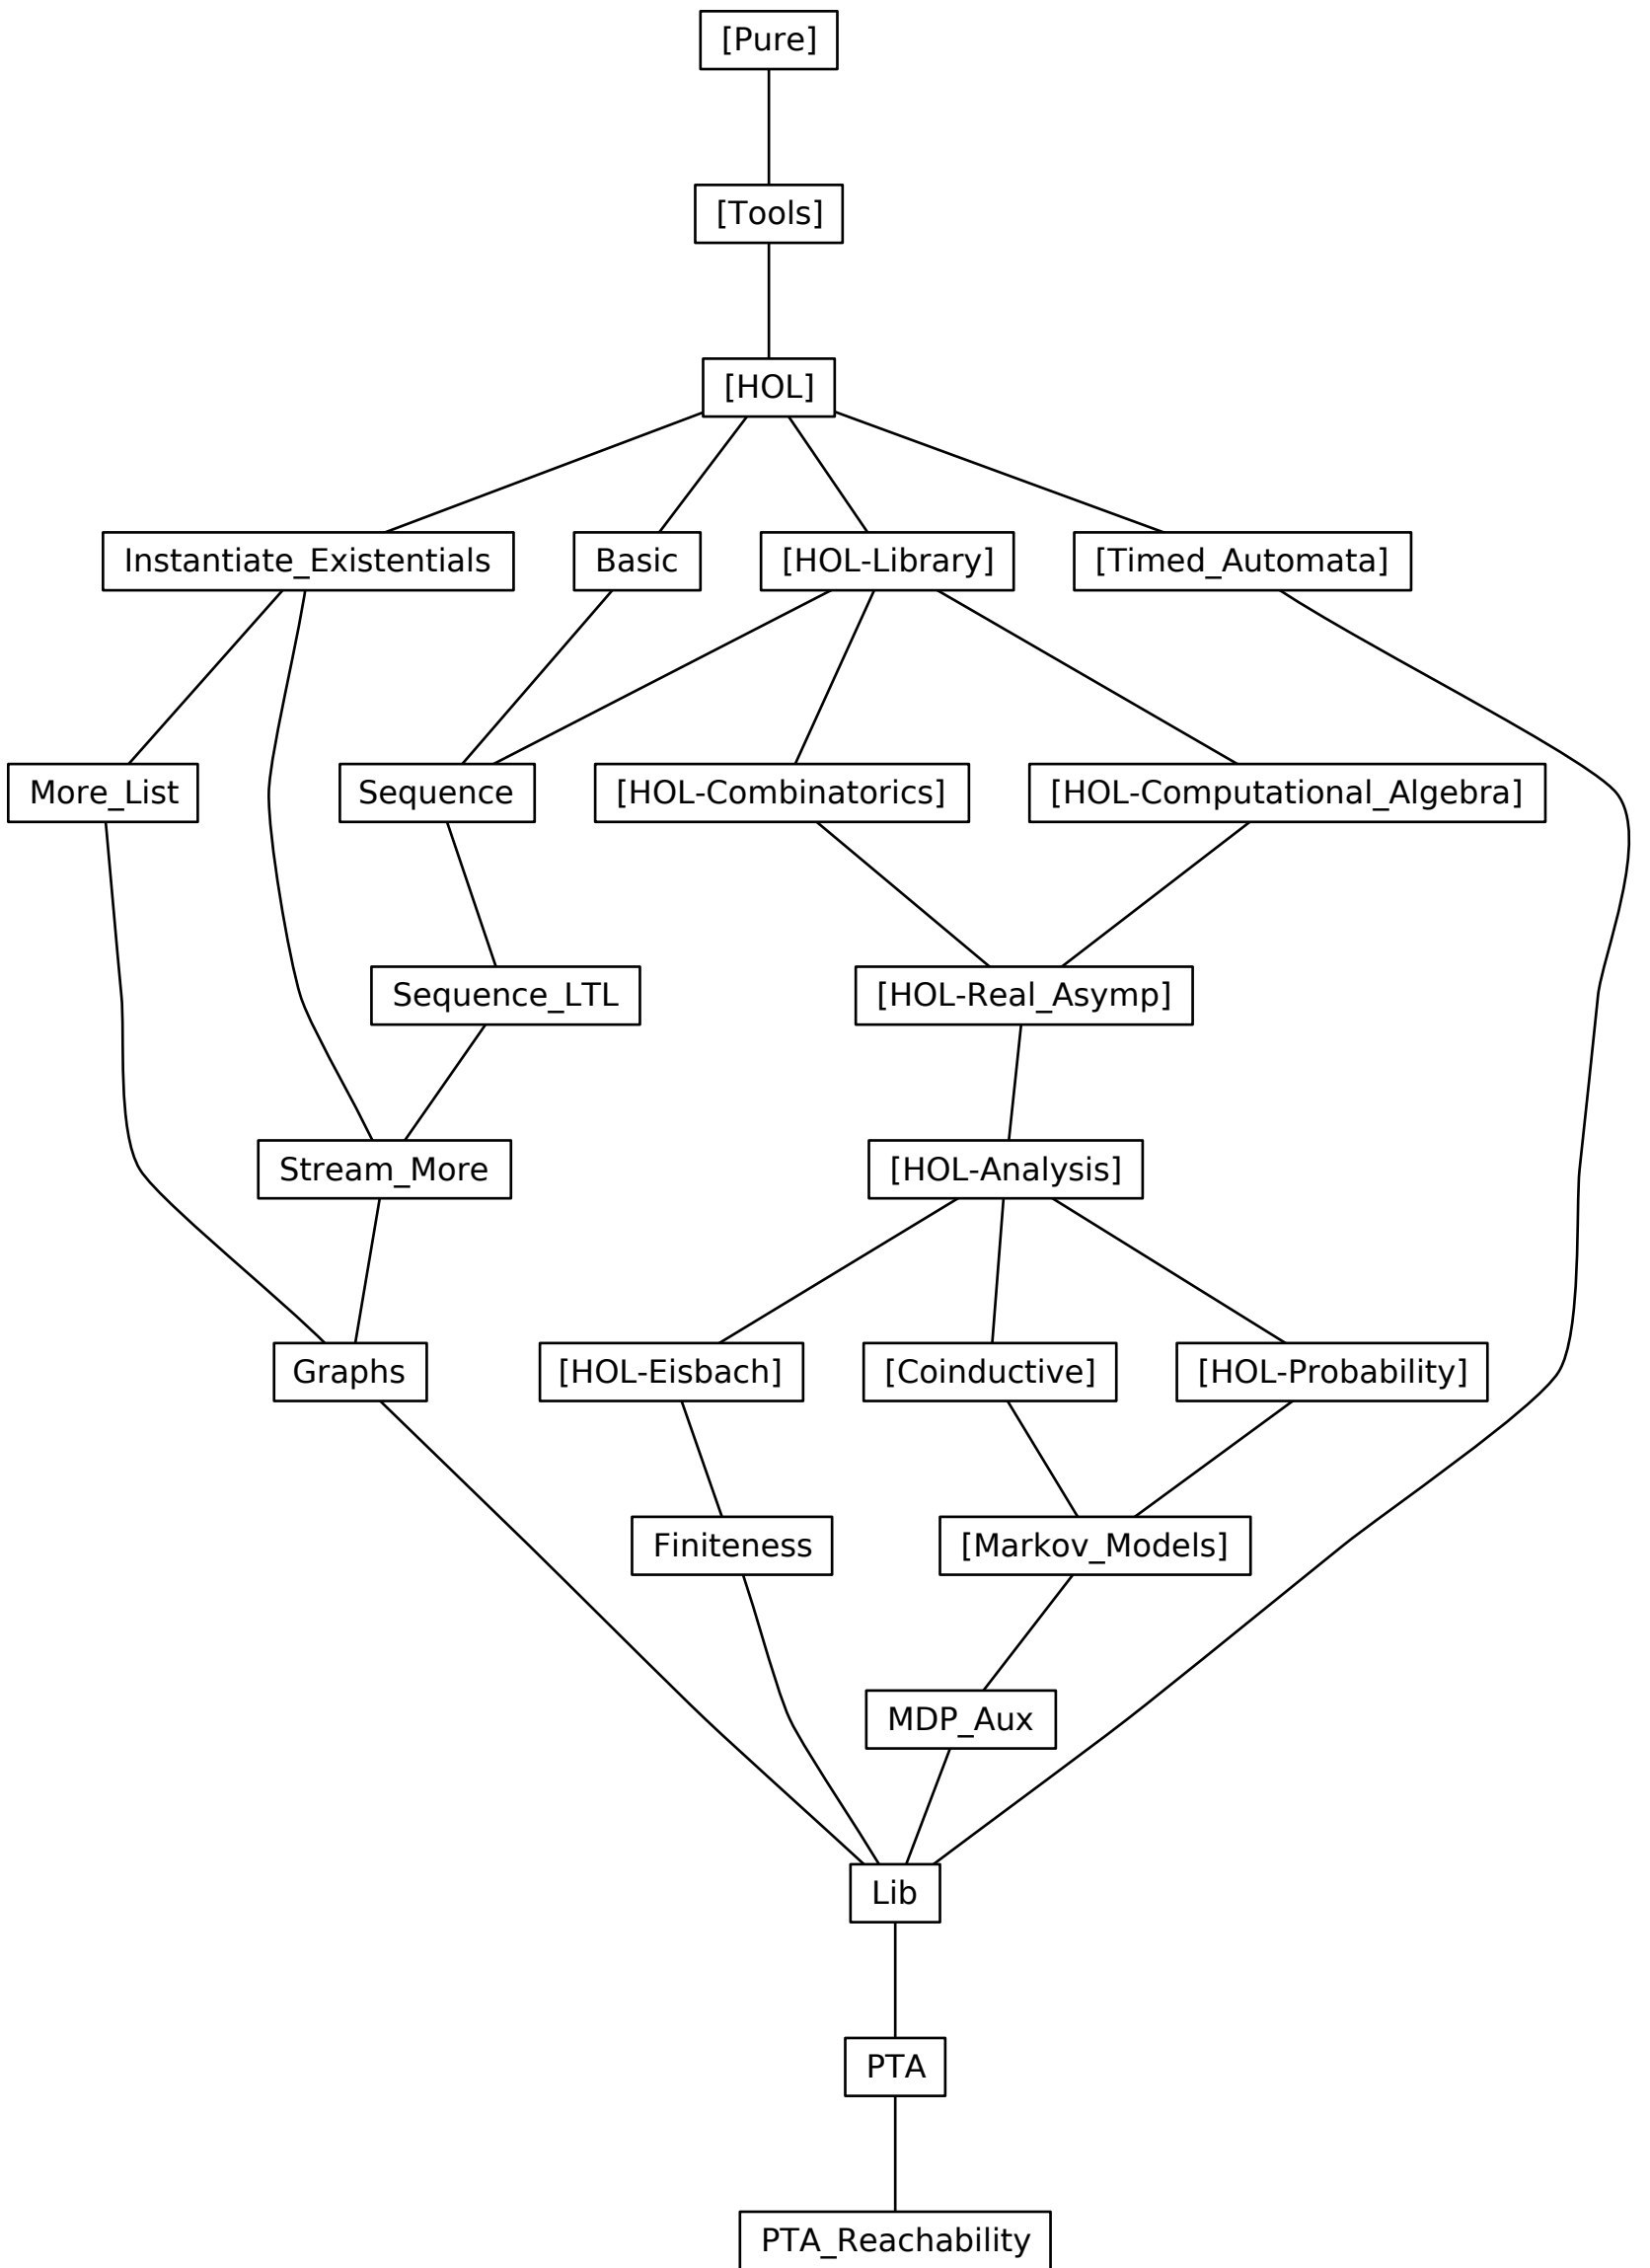 [Pure]
[Tools]
[HOL]
Instantiate_Existentials
Basic
[HOL-Library]
[Timed_Automata]
More_List
Sequence
[HOL-Combinatorics]
[HOL-Computational_Algebra]
Sequence_LTL
[HOL-Real_Asymp]
Stream_More
[HOL-Analysis]
Graphs
[HOL-Eisbach]
[Coinductive]
[HOL-Probability]
Finiteness
[Markov_Models]
MDP_Aux
Lib
PTA
PTA_Reachability